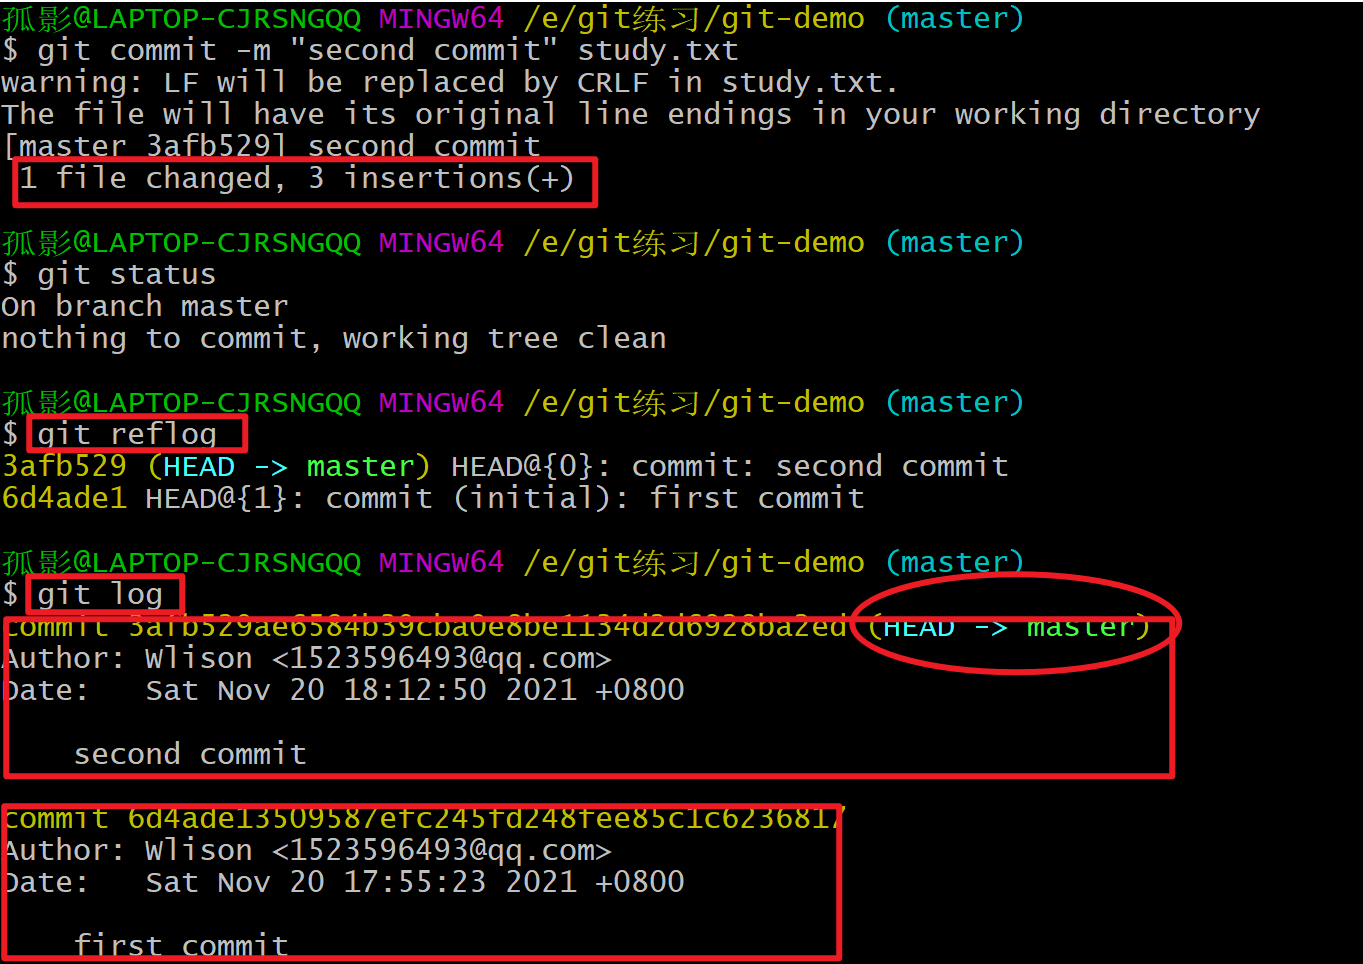 孤影@LAPTOP-CJRSNGQQ MINGW64 /e/git练习/git-demo (master)
$ git commit -m "second commit" study.txt
warning: LF will be replaced by CRLF in study.txt.
The file will have its original line endings in your working directory
[master 3afb529] second commit
 1 file changed, 3 insertions(+)
孤影@LAPTOP-CJRSNGQQ MINGW64 /e/git练习/git-demo (master)
$ git status
On branch master
nothing to commit, working tree clean
孤影@LAPTOP-CJRSNGQQ MINGW64 /e/git练习/git-demo (master)
$ git reflog
3afb529 (HEAD -> master) HEAD@{0}: commit: second commit
6d4ade1 HEAD@{1}: commit (initial): first commit
孤影@LAPTOP-CJRSNGQQ MINGW64 /e/git练习/git-demo (master)
$ git log
commit 3afb529ae6584b39cba0e8be1134d2d6928ba2ed (HEAD -> master)
Author: Wlison <1523596493@qq.com>
Date:   Sat Nov 20 18:12:50 2021 +0800
    second commit
commit 6d4ade13509587efc245fd248fee85c1c6236817
Author: Wlison <1523596493@qq.com>
Date:   Sat Nov 20 17:55:23 2021 +0800
    first commit